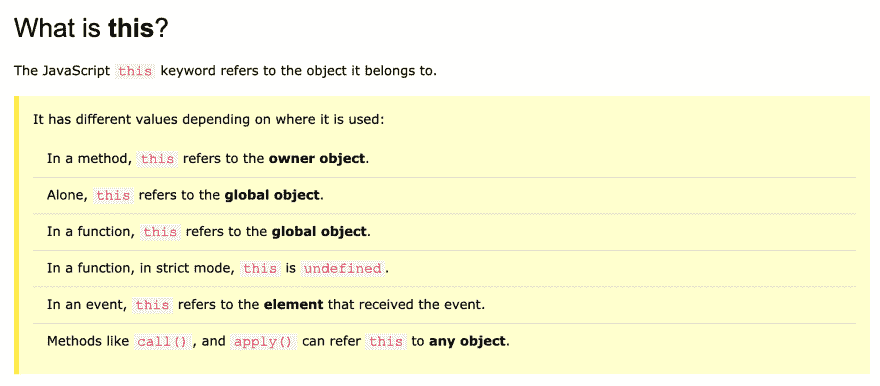 What is this?
The JavaScript this keyword refers to the object it belongs to.
It has different values depending on where it is used:
In a method, this refers to the owner object.
Alone, this refers to the global object.
In a function, this refers to the global object.
In a function, in strict mode, this is undefined.
In an event, this refers to the element that received the event.
Methods like call(), and apply() can refer this to any object.